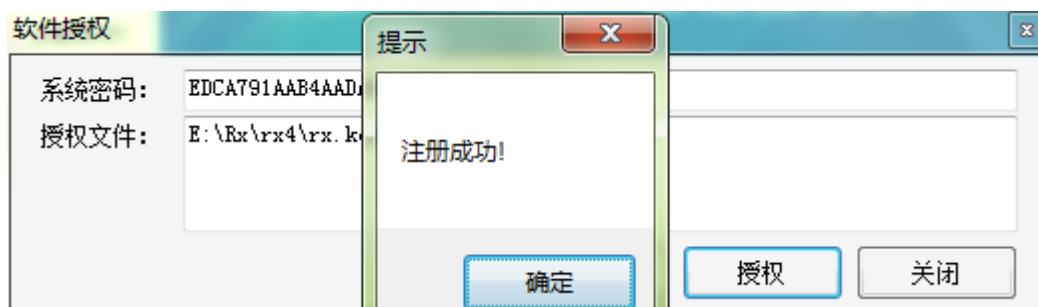 软件授权
提示
系统密码：
EDCA791AAB4AAD
授权文件：
E:\Rx\rx4\rx.k
注册成功!
确定
授权
关闭